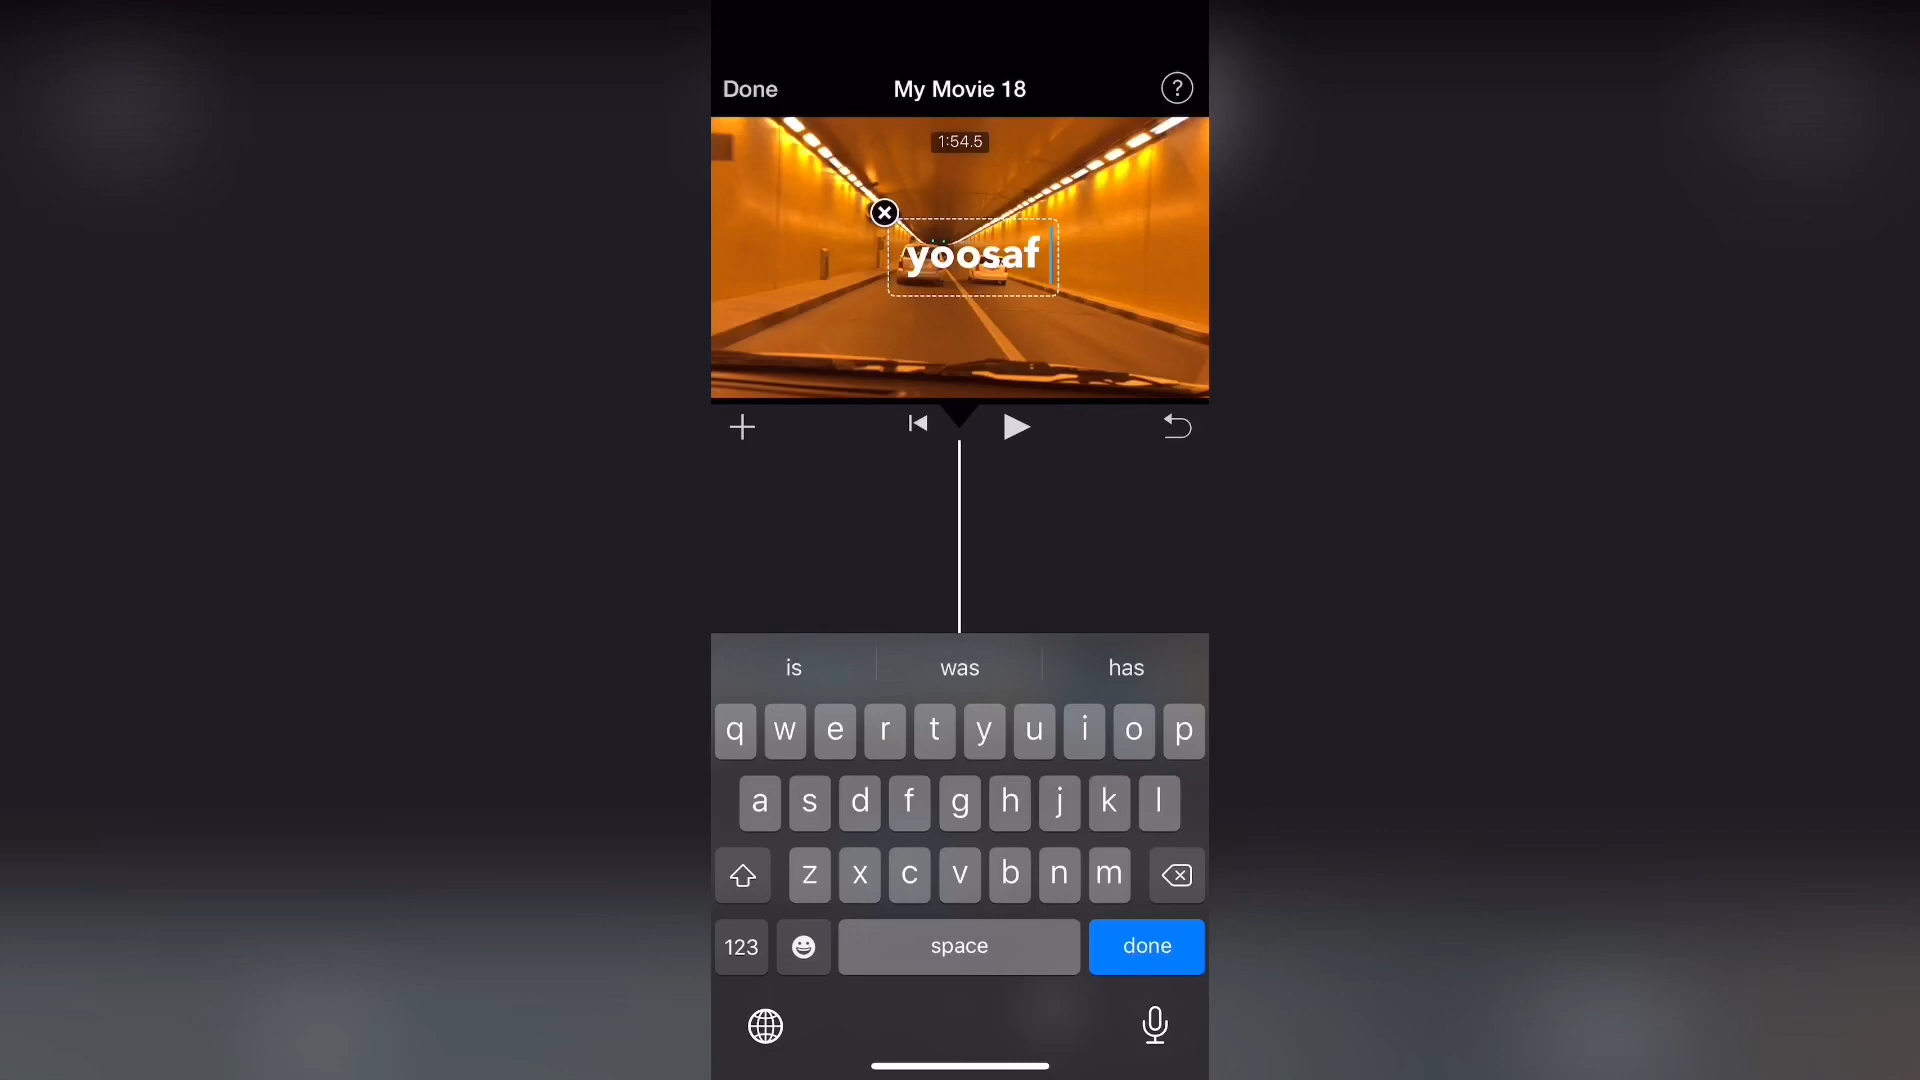 Done
My Movie 18
?
1:54.5
yoosaf
is
was
has
q w e r t y u i o p
a s d f g h j k l
z x c v b n m
123
space
done